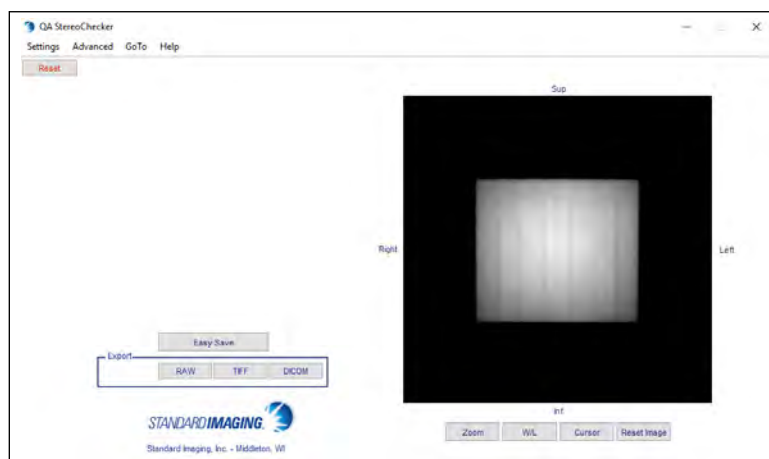 QA StereoChecker
Settings Advanced GoTo Help
Reset
Sup
Right
Left
Easy Save
Export
RAW TIFF DICOM
STANDARD IMAGING.
Standard Imaging, Inc. - Middleton, WI
Inf
Zoom W/L Cursor Reset Image